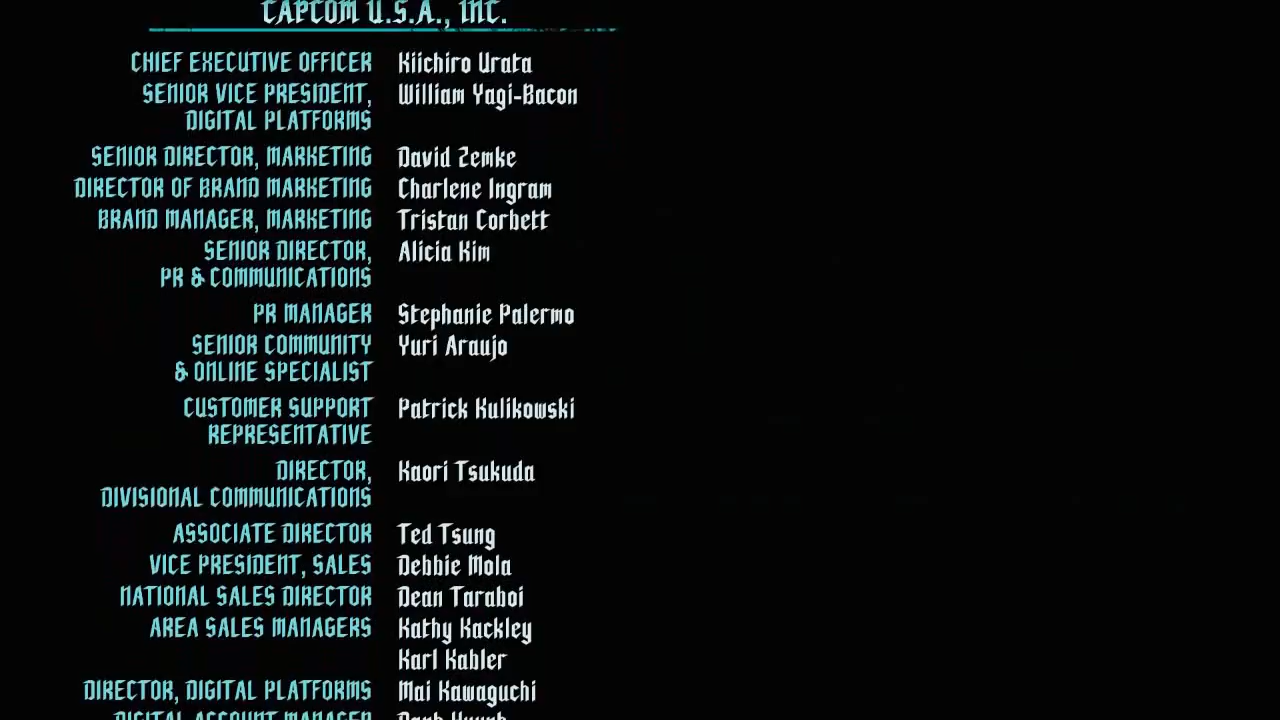 CAPCOM U.S.A., INC.
CHIEF EXECUTIVE OFFICER Kiichiro Urata
SENIOR VICE PRESIDENT, William Yagi-Bacon
DIGITAL PLATFORMS
SENIOR DIRECTOR, MARKETING David Zemke
DIRECTOR OF BRAND MARKETING Charlene Ingram
BRAND MANAGER, MARKETING Tristan Corbett
SENIOR DIRECTOR, Alicia Kim
PR & COMMUNICATIONS
PR MANAGER Stephanie Palermo
SENIOR COMMUNITY Yuri Araujo
& ONLINE SPECIALIST
CUSTOMER SUPPORT Patrick Kulikowski
REPRESENTATIVE
DIRECTOR, Kaori Tsukuda
DIVISIONAL COMMUNICATIONS
ASSOCIATE DIRECTOR Ted Tsung
VICE PRESIDENT, SALES Debbie Mola
NATIONAL SALES DIRECTOR Dean Taraboi
AREA SALES MANAGERS Kathy Kackley
Karl Kabler
DIRECTOR, DIGITAL PLATFORMS Mai Kawaguchi
DIGITAL ACCOUNT MANAGER